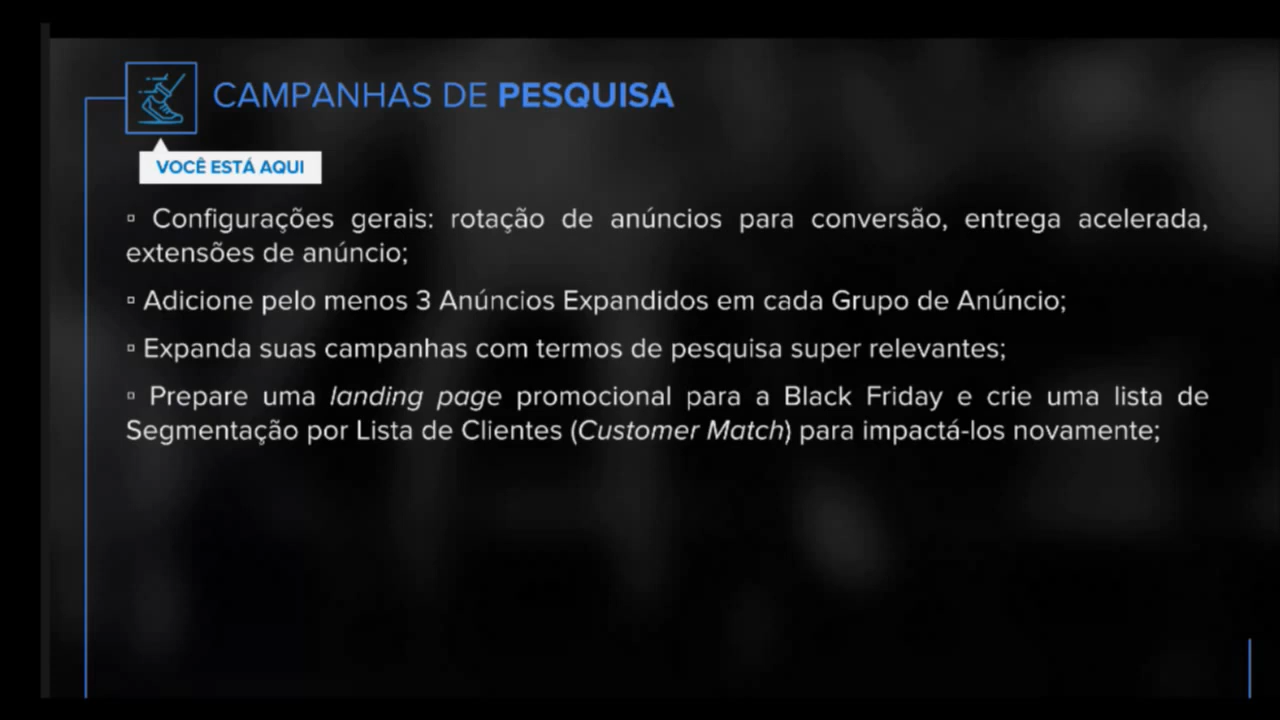 CAMPANHAS DE PESQUISA
VOCÊ ESTÁ AQUI
▫ Configurações gerais: rotação de anúncios para conversão, entrega acelerada,
extensões de anúncio;
▫ Adicione pelo menos 3 Anúncios Expandidos em cada Grupo de Anúncio;
▫ Expanda suas campanhas com termos de pesquisa super relevantes;
▫ Prepare uma landing page promocional para a Black Friday e crie uma lista de
Segmentação por Lista de Clientes (Customer Match) para impactá-los novamente;